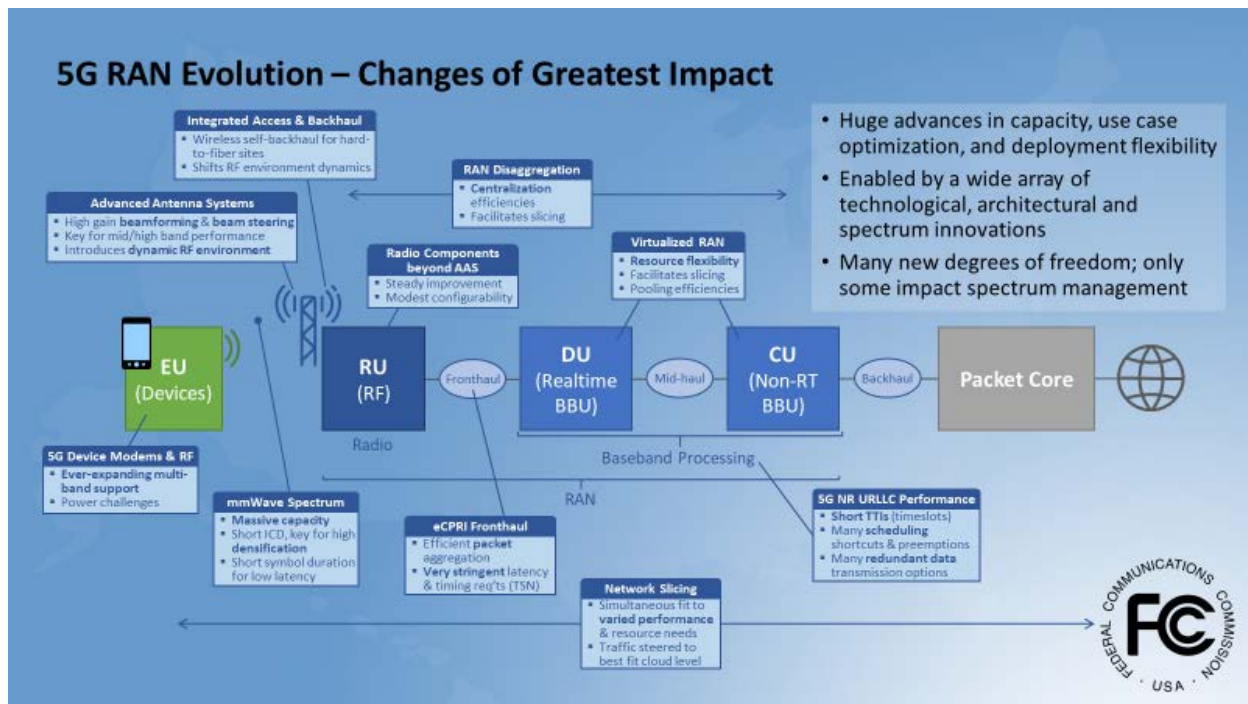 5G RAN Evolution – Changes of Greatest Impact
Integrated Access & Backhaul
▪ Wireless self-backhaul for hard-
to-fiber sites
▪ Shifts RF environment dynamics
Advanced Antenna Systems
▪ High gain beamforming & beam steering
▪ Key for mid/high band performance
▪ Introduces dynamic RF environment
RAN Disaggregation
▪ Centralization
efficiencies
▪ Facilitates slicing
Radio Components
beyond AAS
▪ Steady improvement
▪ Modest configurability
Virtualized RAN
▪ Resource flexibility
▪ Facilitates slicing
▪ Pooling efficiencies
• Huge advances in capacity, use case
optimization, and deployment flexibility
• Enabled by a wide array of
technological, architectural and
spectrum innovations
• Many new degrees of freedom; only
some impact spectrum management
EU
(Devices)
RU
(RF)
Fronthaul
DU
(Realtime
BBU)
Mid-haul
CU
(Non-RT
BBU)
Backhaul
Packet Core
Radio
Baseband Processing
RAN
5G Device Modems & RF
▪ Ever-expanding multi-
band support
▪ Power challenges
mmWave Spectrum
▪ Massive capacity
▪ Short ICD, key for high
densification
▪ Short symbol duration
for low latency
eCPRI Fronthaul
▪ Efficient packet
aggregation
▪ Very stringent latency
& timing req'ts (TSN)
5G NR URLLC Performance
▪ Short TTIs (timeslots)
▪ Many scheduling
shortcuts & preemptions
▪ Many redundant data
transmission options
Network Slicing
▪ Simultaneous fit to
varied performance
& resource needs
▪ Traffic steered to
best fit cloud level
FEDERAL COMMUNICATIONS COMMISSION
FCC
· USA ·